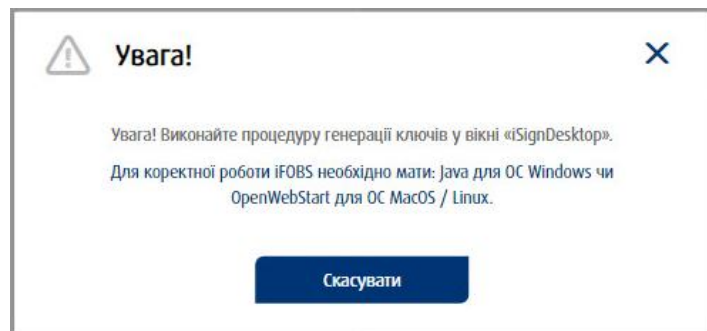 Увага!
Увага! Виконайте процедуру генерації ключів у вікні «iSignDesktop».
Для коректної роботи iFOBS необхідно мати: Java для ОС Windows чи
OpenWebStart для ОС MacOS / Linux.
Скасувати